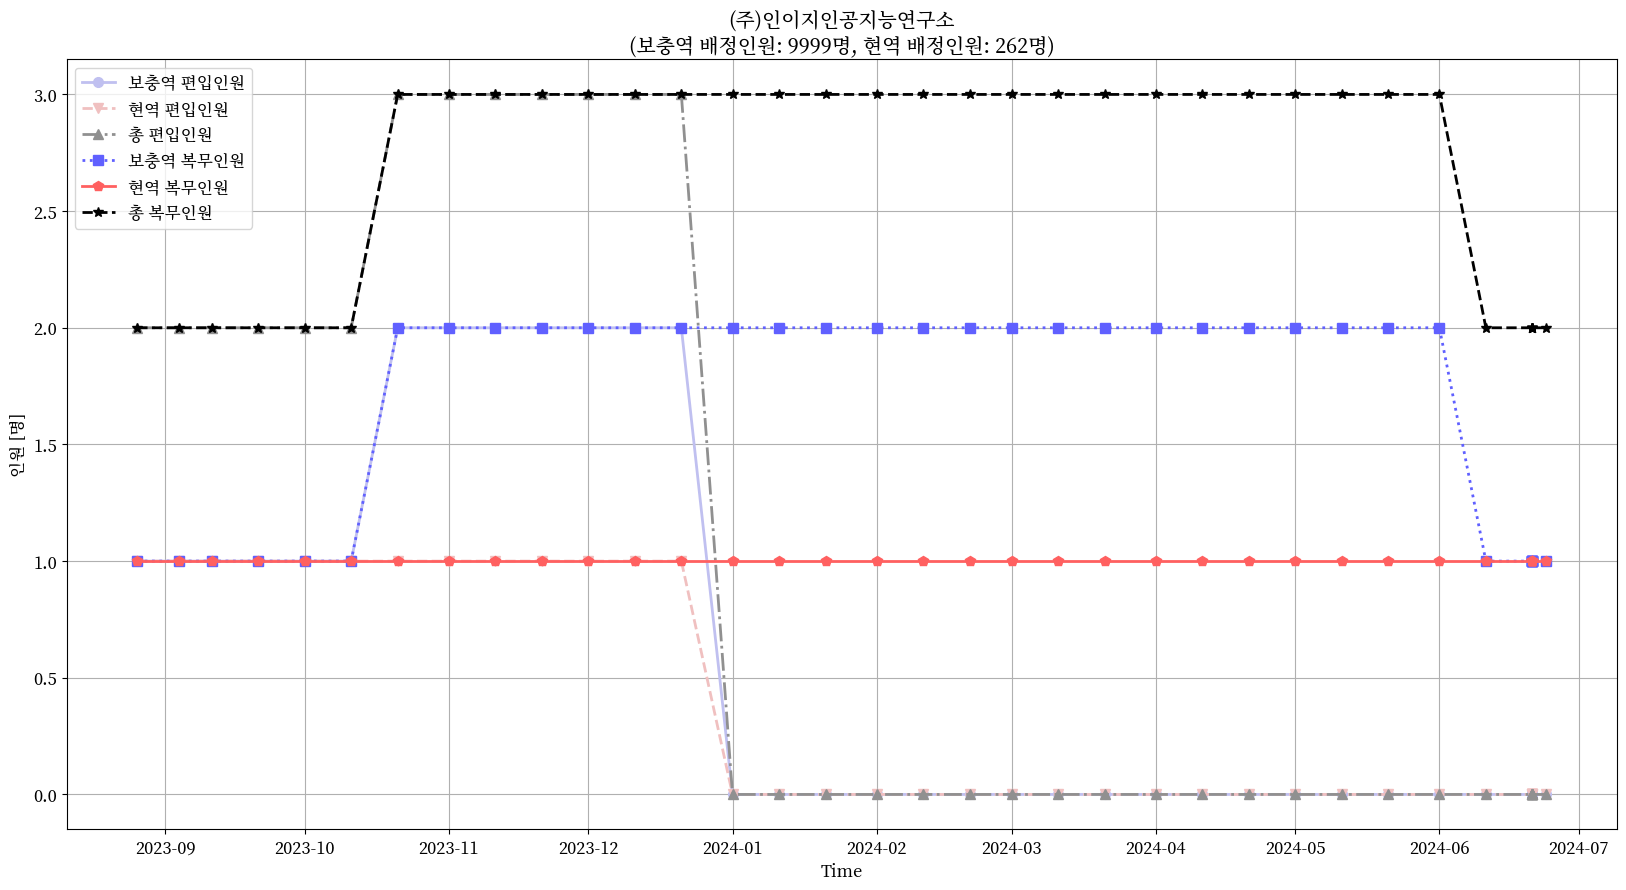 (주)인이지인공지능연구소
(보충역 배정인원: 9999명, 현역 배정인원: 262명)
보충역 편입인원
현역 편입인원
총 편입인원
보충역 복무인원
현역 복무인원
총 복무인원
3.0
2.5
2.0
1.5
1.0
0.5
0.0
인원 [명]
2023-09
2023-10
2023-11
2023-12
2024-01
2024-02
2024-03
2024-04
2024-05
2024-06
2024-07
Time